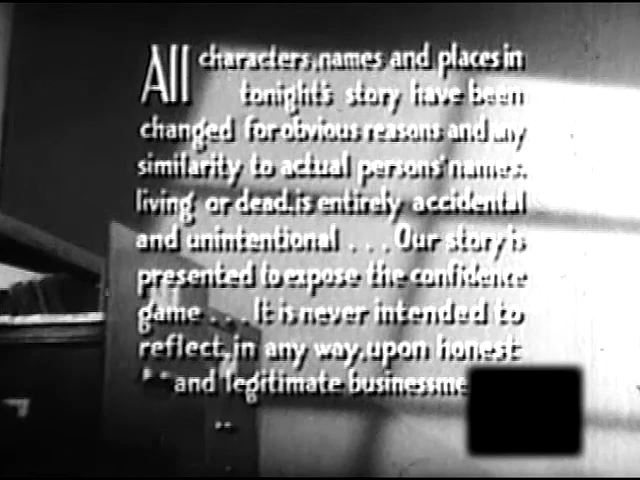 All characters, names and places in
tonight's story have been
changed for obvious reasons and any
similarity to actual persons' names,
living or dead, is entirely accidental
and unintentional . . . Our story is
presented to expose the confidence
game . . . It is never intended to
reflect, in any way, upon honest
and legitimate businessme